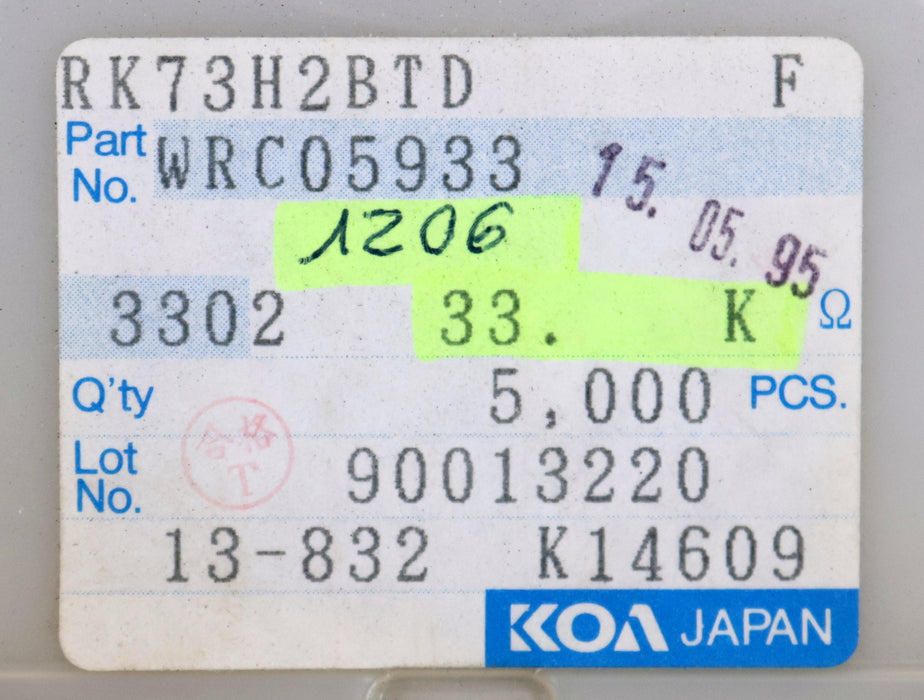 RK73H2BTD F
Part No. WRC05933
15. 05. 95
1206
3302 33. K Ω
Q'ty 5,000 PCS.
合格
T
Lot No. 90013220
13-832 K14609
KOA JAPAN